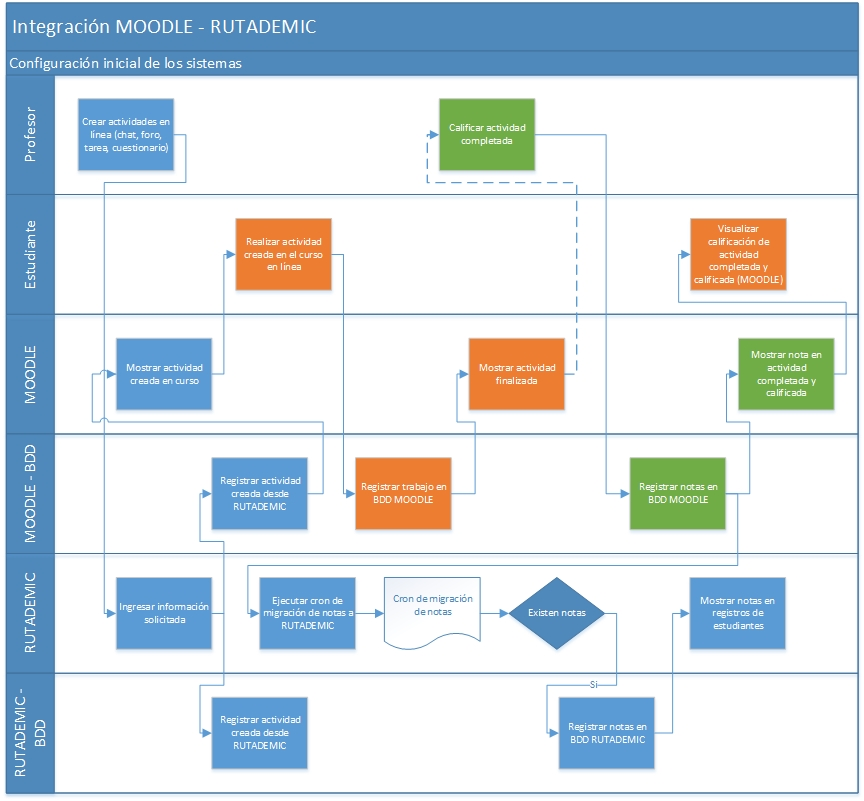 Integración MOODLE - RUTADEMIC
Configuración inicial de los sistemas
Profesor
Crear actividades en
línea (chat, foro,
tarea, cuestionario)
Calificar actividad
completada
Estudiante
Realizar actividad
creada en el curso
en línea
Visualizar
calificación de
actividad
completada y
calificada (MOODLE)
MOODLE
Mostrar actividad
creada en curso
Mostrar actividad
finalizada
Mostrar nota en
actividad
completada y
calificada
MOODLE - BDD
Registrar actividad
creada desde
RUTADEMIC
Registrar trabajo en
BDD MOODLE
Registrar notas en
BDD MOODLE
RUTADEMIC
Ingresar información
solicitada
Ejecutar cron de
migración de notas a
RUTADEMIC
Cron de migración
de notas
Existen notas
Mostrar notas en
registros de
estudiantes
RUTADEMIC -
BDD
Registrar actividad
creada desde
RUTADEMIC
Si
Registrar notas en
BDD RUTADEMIC